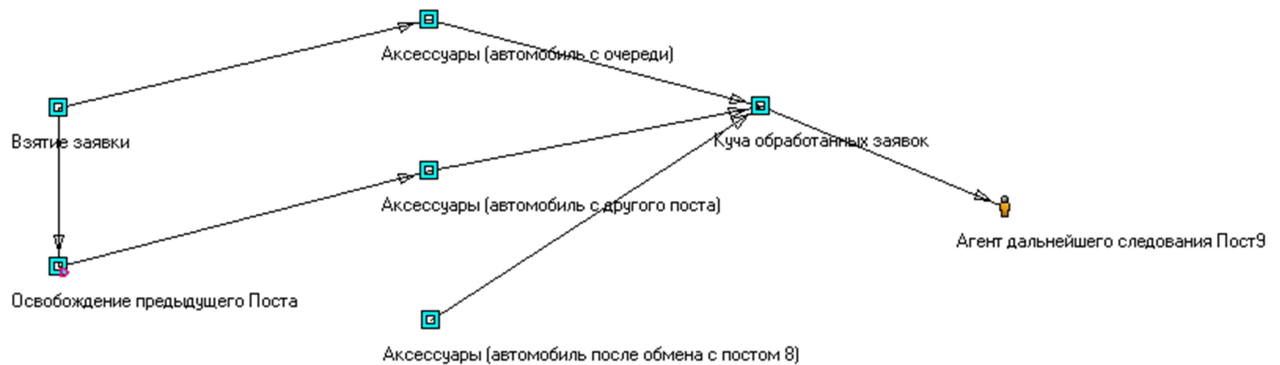 Аксессуары (автомобиль с очереди)
Взятие заявки
Куча обработанных заявок
Аксессуары (автомобиль с другого поста)
Агент дальнейшего следования Пост9
Освобождение предыдущего Поста
Аксессуары (автомобиль после обмена с постом 8)